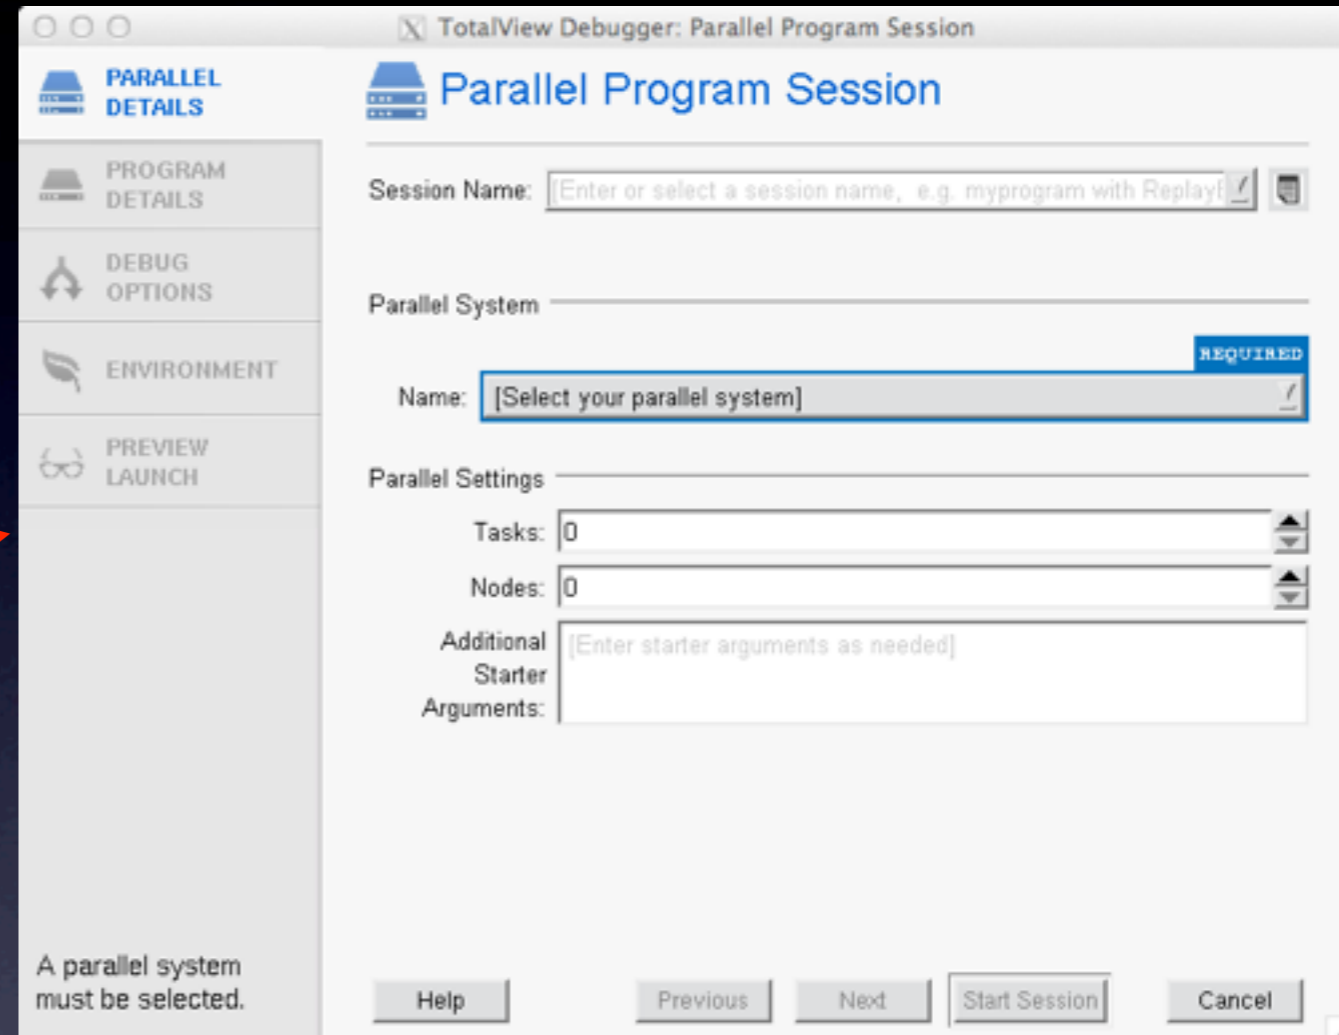 TotalView Debugger: Parallel Program Session
PARALLEL
DETAILS
PROGRAM
DETAILS
DEBUG
OPTIONS
ENVIRONMENT
PREVIEW
LAUNCH
A parallel system
must be selected.
Parallel Program Session
Session Name: [Enter or select a session name, e.g. myprogram with
Parallel System
REQUIRED
Name: [Select your parallel system]
Parallel Settings
Tasks: 0
Nodes: 0
Additional
Starter
Arguments:
[Enter starter arguments as needed]
Help Previous Next Start Session Cancel